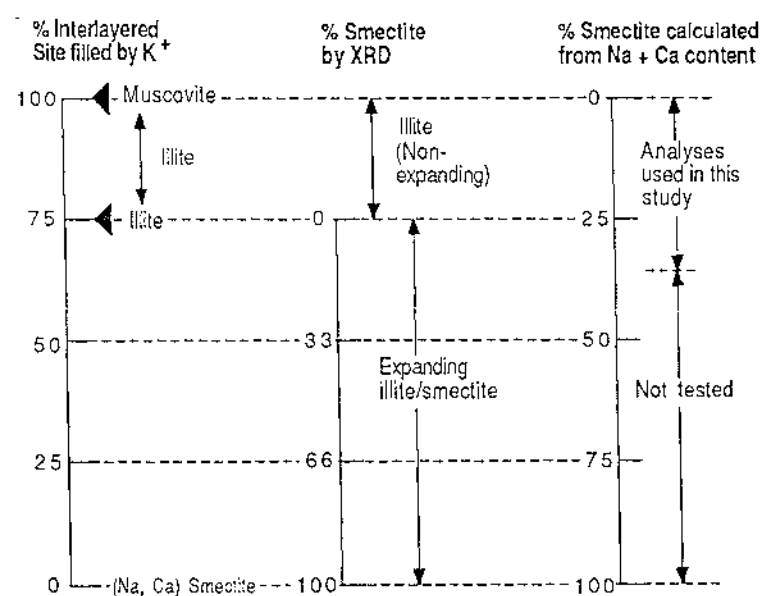 % Interlayered
Site filled by K+
% Smectite
by XRD
% Smectite calculated
from Na + Ca content
100
Muscovite
0
Illite
(Non-
expanding)
Illite
Analyses
used in this
study
75
Illite
0
25
50
33
50
Expanding
illite/smectite
Not tested
25
66
75
0
(Na, Ca) Smectite
100
100